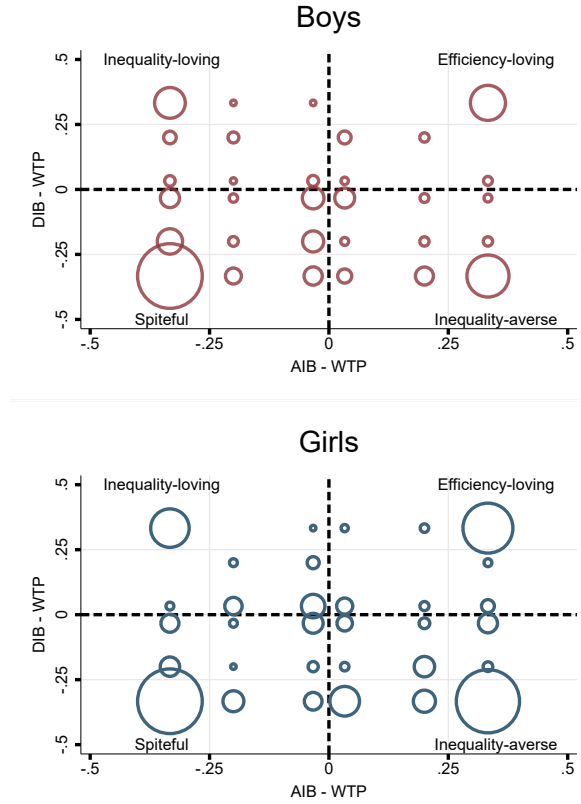 Boys
Inequality-loving Efficiency-loving
.5
.25
0
-.25
-.5
DIB - WTP
Spiteful Inequality-averse
-.5 -.25 0 .25 .5
AIB - WTP
Girls
Inequality-loving Efficiency-loving
.5
.25
0
-.25
-.5
DIB - WTP
Spiteful Inequality-averse
-.5 -.25 0 .25 .5
AIB - WTP